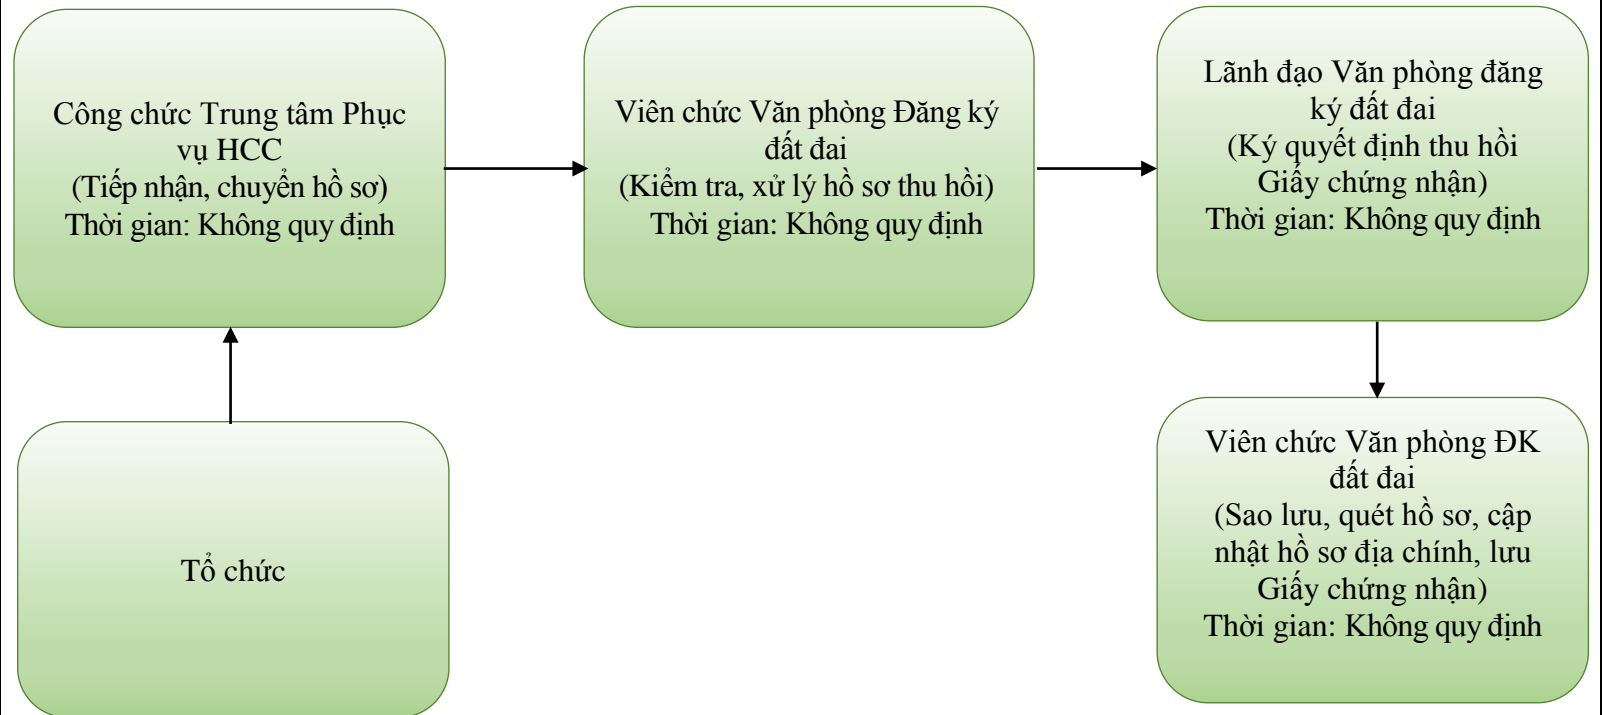 Công chức Trung tâm Phục
vụ HCC
(Tiếp nhận, chuyển hồ sơ)
Thời gian: Không quy định
Viên chức Văn phòng Đăng ký
đất đai
(Kiểm tra, xử lý hồ sơ thu hồi)
Thời gian: Không quy định
Lãnh đạo Văn phòng đăng
ký đất đai
(Ký quyết định thu hồi
Giấy chứng nhận)
Thời gian: Không quy định
Tổ chức
Viên chức Văn phòng ĐK
đất đai
(Sao lưu, quét hồ sơ, cập
nhật hồ sơ địa chính, lưu
Giấy chứng nhận)
Thời gian: Không quy định